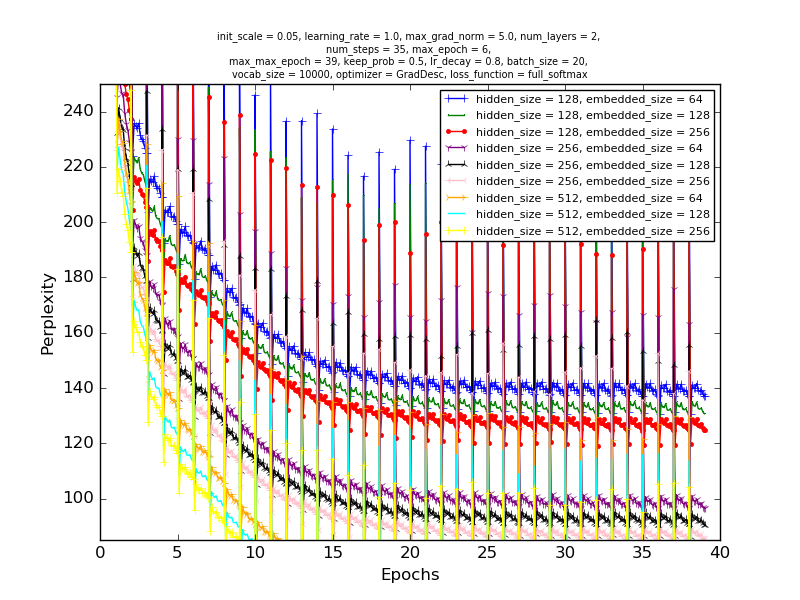 init_scale = 0.05, learning_rate = 1.0, max_grad_norm = 5.0, num_layers = 2,
num_steps = 35, max_epoch = 6,
max_max_epoch = 39, keep_prob = 0.5, lr_decay = 0.8, batch_size = 20,
vocab_size = 10000, optimizer = GradDesc, loss_function = full_softmax
hidden_size = 128, embedded_size = 64
hidden_size = 128, embedded_size = 128
hidden_size = 128, embedded_size = 256
hidden_size = 256, embedded_size = 64
hidden_size = 256, embedded_size = 128
hidden_size = 256, embedded_size = 256
hidden_size = 512, embedded_size = 64
hidden_size = 512, embedded_size = 128
hidden_size = 512, embedded_size = 256
Perplexity
240
220
200
180
160
140
120
100
0 5 10 15 20 25 30 35 40
Epochs